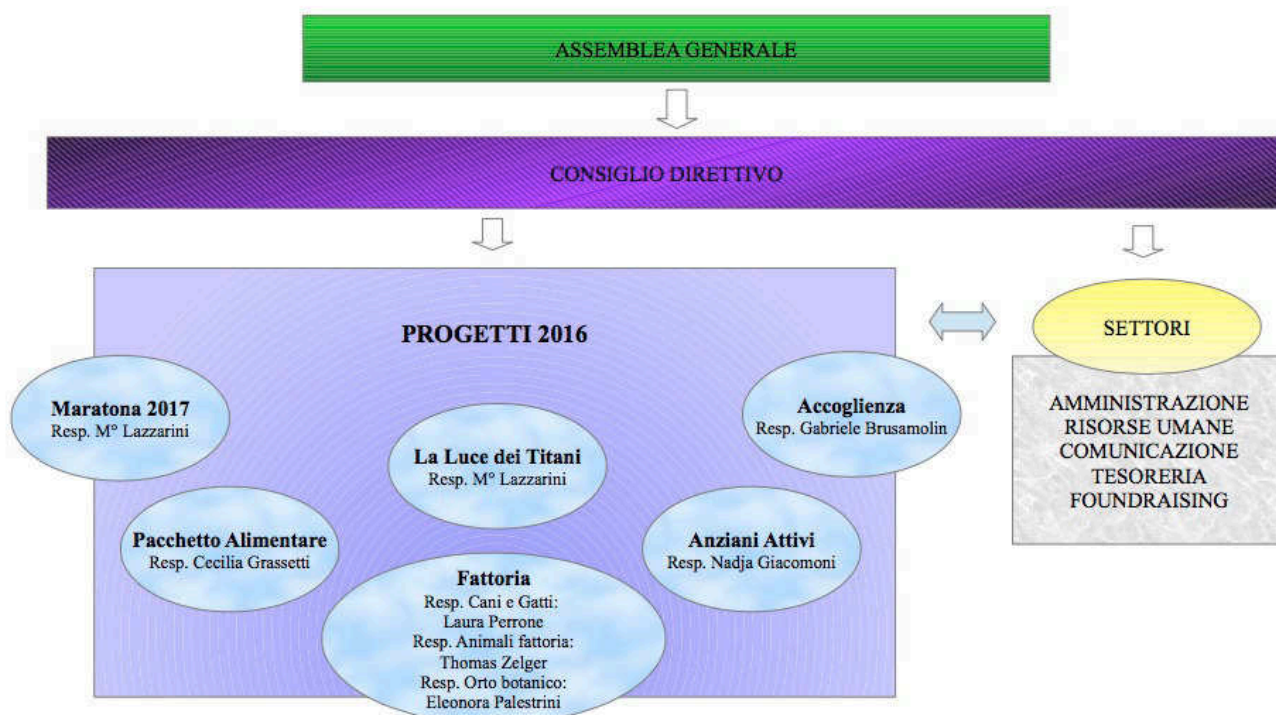 ASSEMBLEA GENERALE
CONSIGLIO DIRETTIVO
PROGETTI 2016
Maratona 2017
Resp. M° Lazzarini
La Luce dei Titani
Resp. M° Lazzarini
Accoglienza
Resp. Gabriele Brusamolin
Pacchetto Alimentare
Resp. Cecilia Grassetti
Anziani Attivi
Resp. Nadja Giacomoni
Fattoria
Resp. Cani e Gatti:
Laura Perrone
Resp. Animali fattoria:
Thomas Zelger
Resp. Orto botanico:
Eleonora Palestrini
SETTORI
AMMINISTRAZIONE
RISORSE UMANE
COMUNICAZIONE
TESORERIA
FOUNDRAISING